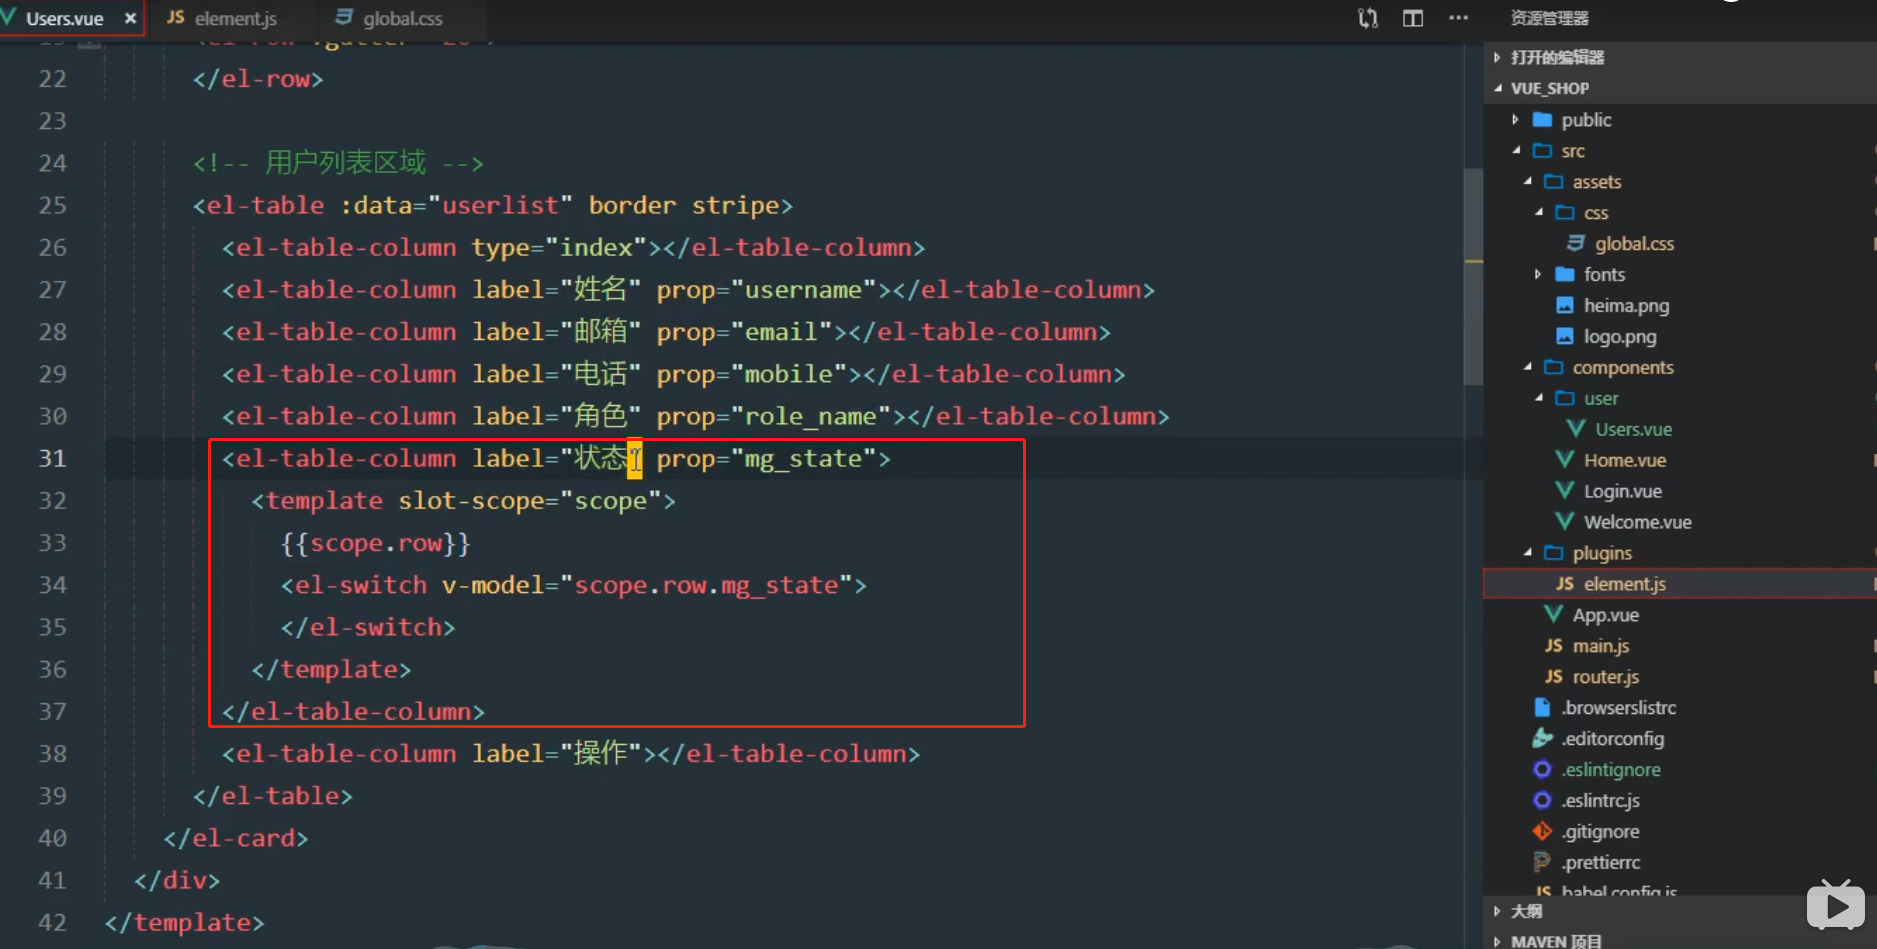 Users.vue × JS element.js global.css
22 </el-row>
23
24 <!-- 用户列表区域 -->
25 <el-table :data="userlist" border stripe>
26 <el-table-column type="index"></el-table-column>
27 <el-table-column label="姓名" prop="username"></el-table-column>
28 <el-table-column label="邮箱" prop="email"></el-table-column>
29 <el-table-column label="电话" prop="mobile"></el-table-column>
30 <el-table-column label="角色" prop="role_name"></el-table-column>
31 <el-table-column label="状态" prop="mg_state">
32 <template slot-scope="scope">
33 {{scope.row}}
34 <el-switch v-model="scope.row.mg_state">
35 </el-switch>
36 </template>
37 </el-table-column>
38 <el-table-column label="操作"></el-table-column>
39 </el-table>
40 </el-card>
41 </div>
42 </template>
资源管理器
打开的编辑器
VUE_SHOP
public
src
assets
css
global.css
fonts
heima.png
logo.png
components
user
Users.vue
Home.vue
Login.vue
Welcome.vue
plugins
JS element.js
App.vue
JS main.js
JS router.js
.browserslistrc
.editorconfig
.eslintignore
.eslintrc.js
.gitignore
.prettierrc
JS babel.config.js
大纲
MAVEN 项目